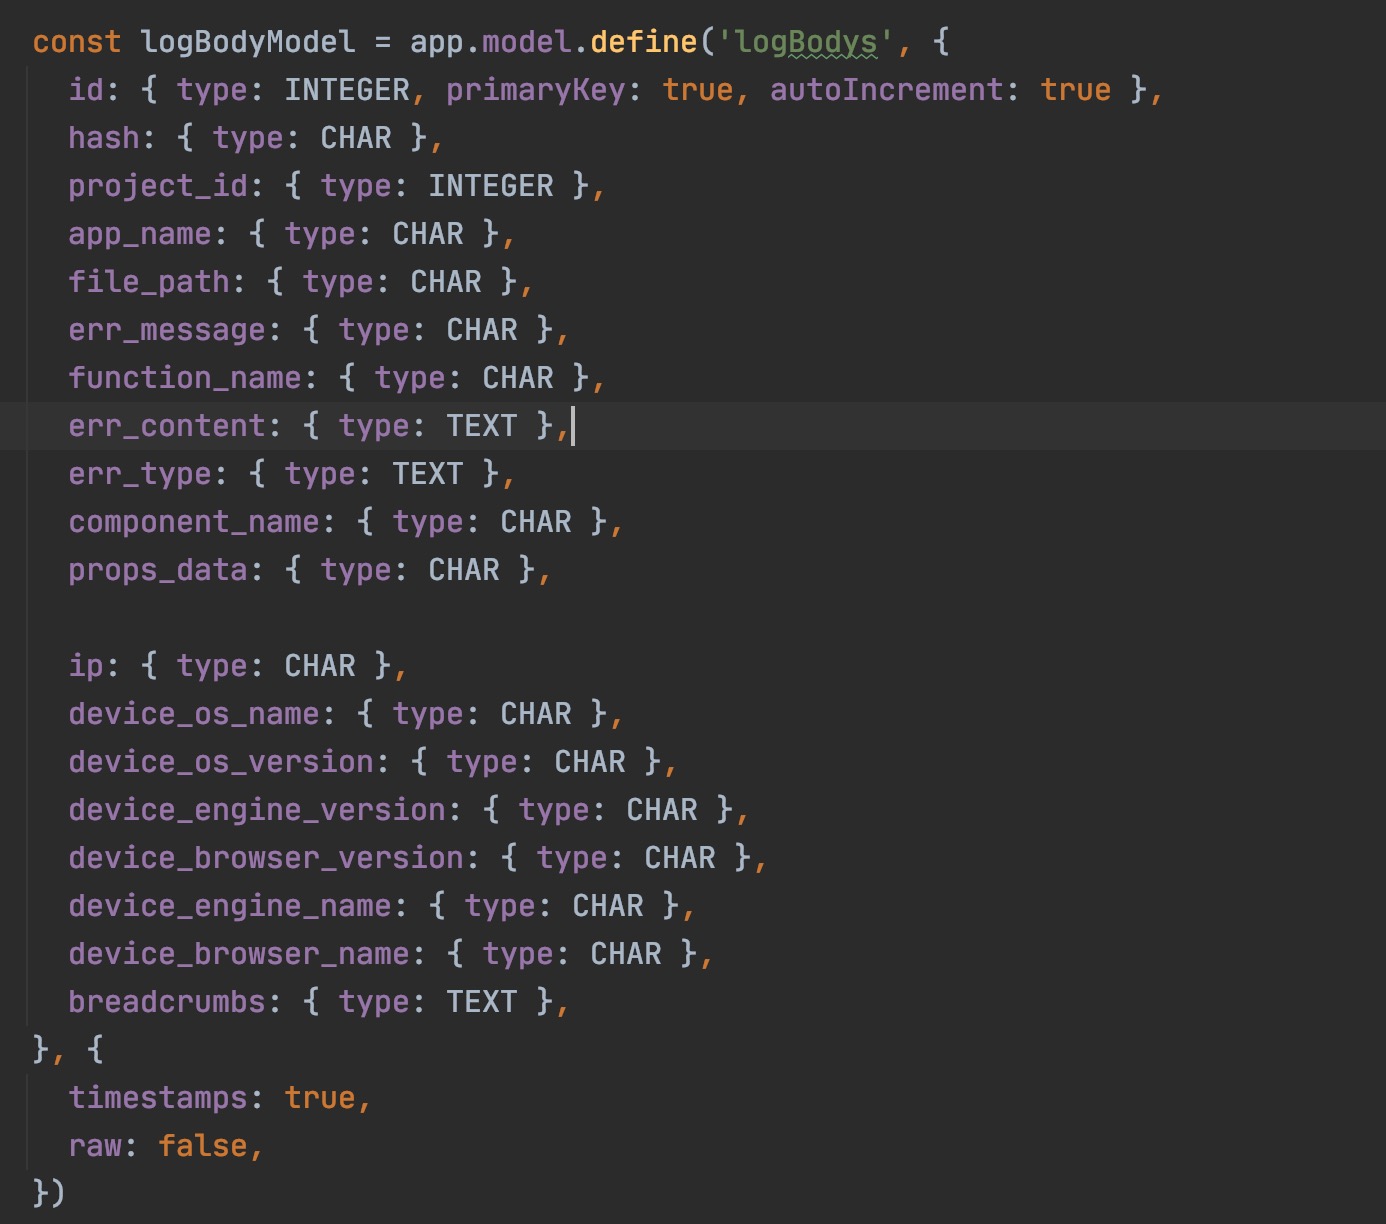 const logBodyModel = app.model.define('logBodys', {
id: { type: INTEGER, primaryKey: true, autoIncrement: true },
hash: { type: CHAR },
project_id: { type: INTEGER },
app_name: { type: CHAR },
file_path: { type: CHAR },
err_message: { type: CHAR },
function_name: { type: CHAR },
err_content: { type: TEXT },
err_type: { type: TEXT },
component_name: { type: CHAR },
props_data: { type: CHAR },
ip: { type: CHAR },
device_os_name: { type: CHAR },
device_os_version: { type: CHAR },
device_engine_version: { type: CHAR },
device_browser_version: { type: CHAR },
device_engine_name: { type: CHAR },
device_browser_name: { type: CHAR },
breadcrumbs: { type: TEXT },
}, {
timestamps: true,
raw: false,
})